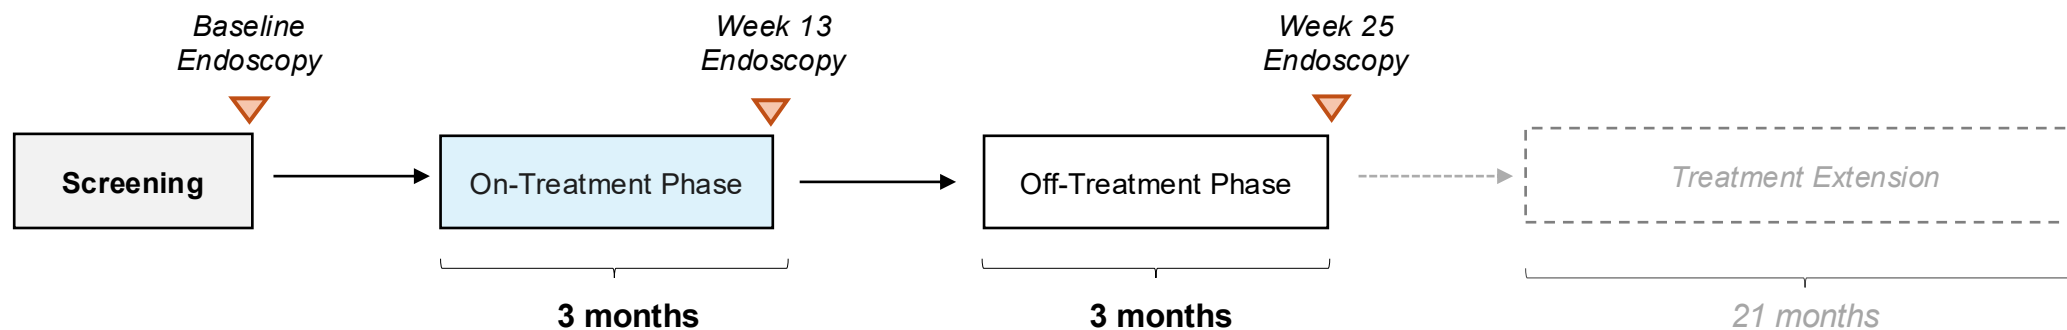 Baseline
Endoscopy
Week 13
Endoscopy
Week 25
Endoscopy
Screening
On-Treatment Phase
Off-Treatment Phase
Treatment Extension
3 months
3 months
21 months